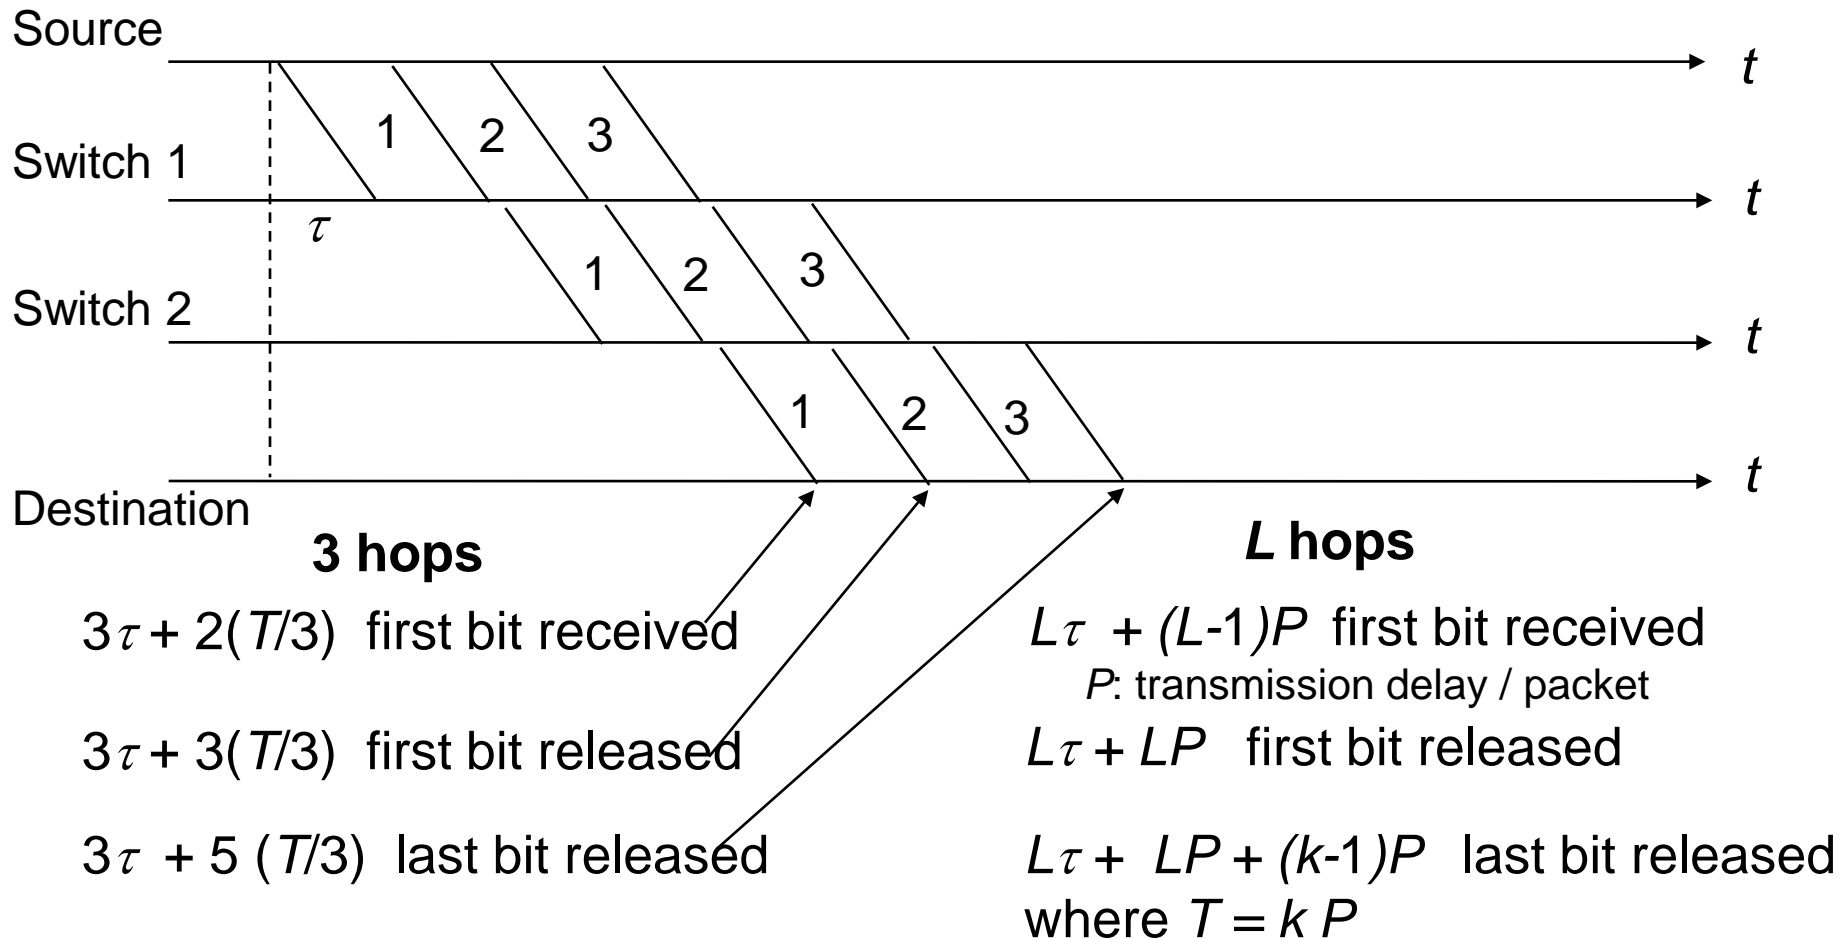 Source
t
1 2 3
Switch 1
t
τ
1 2 3
Switch 2
t
1 2 3
t
Destination
3 hops
3τ + 2(T/3) first bit received
3τ + 3(T/3) first bit released
3τ + 5 (T/3) last bit released
L hops
Lτ + (L-1)P first bit received
P: transmission delay / packet
Lτ + LP first bit released
Lτ + LP + (k-1)P last bit released
where T = k P